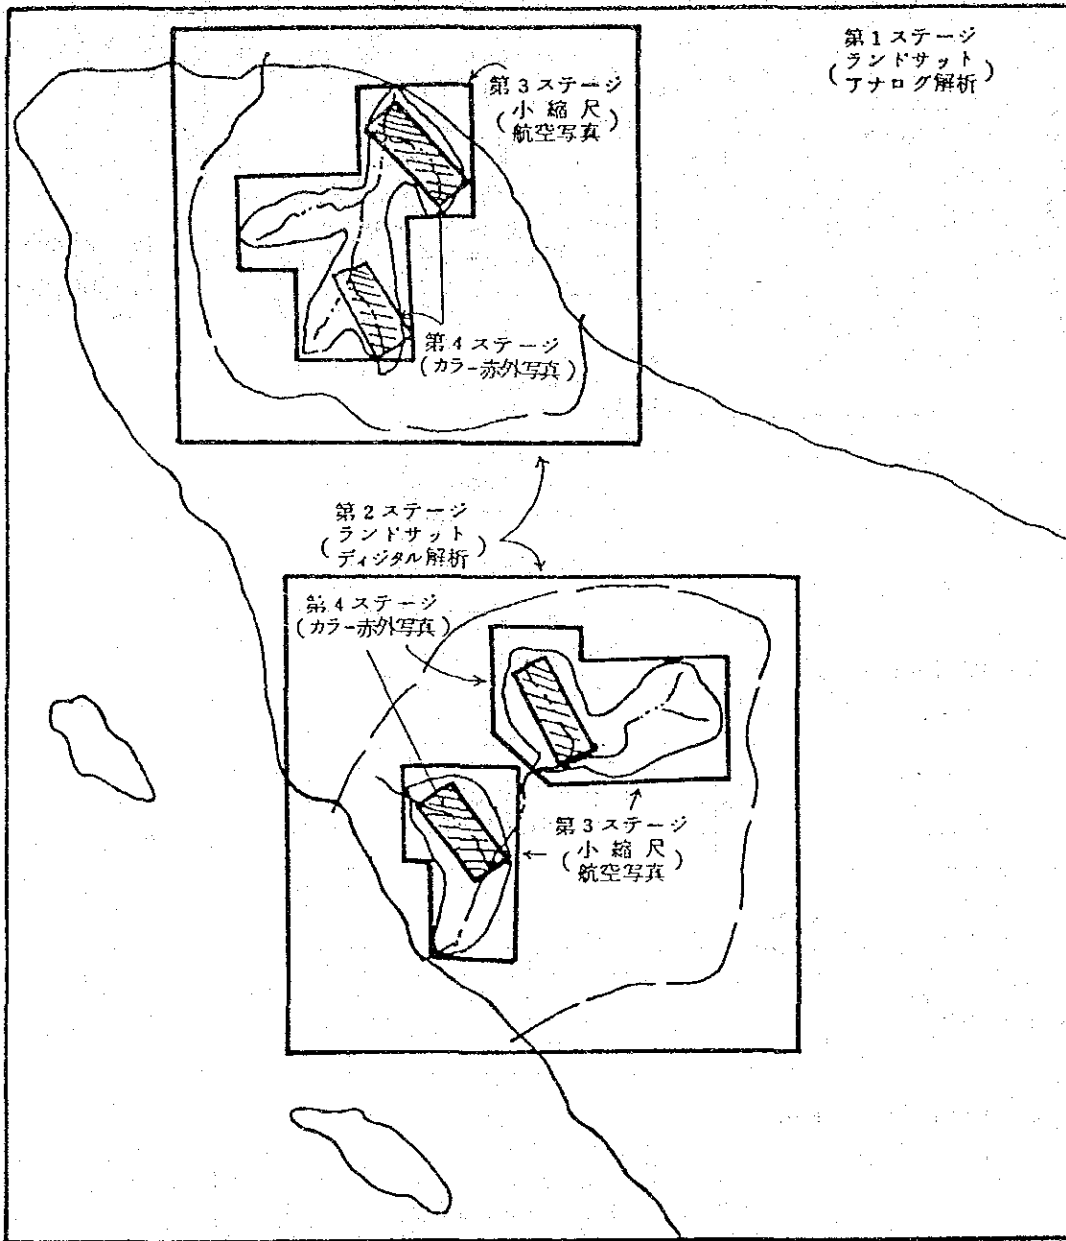 第1ステージ
ランドサット
(アナログ解析)
第3ステージ
小縮尺
(航空写真)
第4ステージ
(カラー赤外写真)
第2ステージ
ランドサット
(ディジタル解析)
第4ステージ
(カラー赤外写真)
第3ステージ
小縮尺
(航空写真)